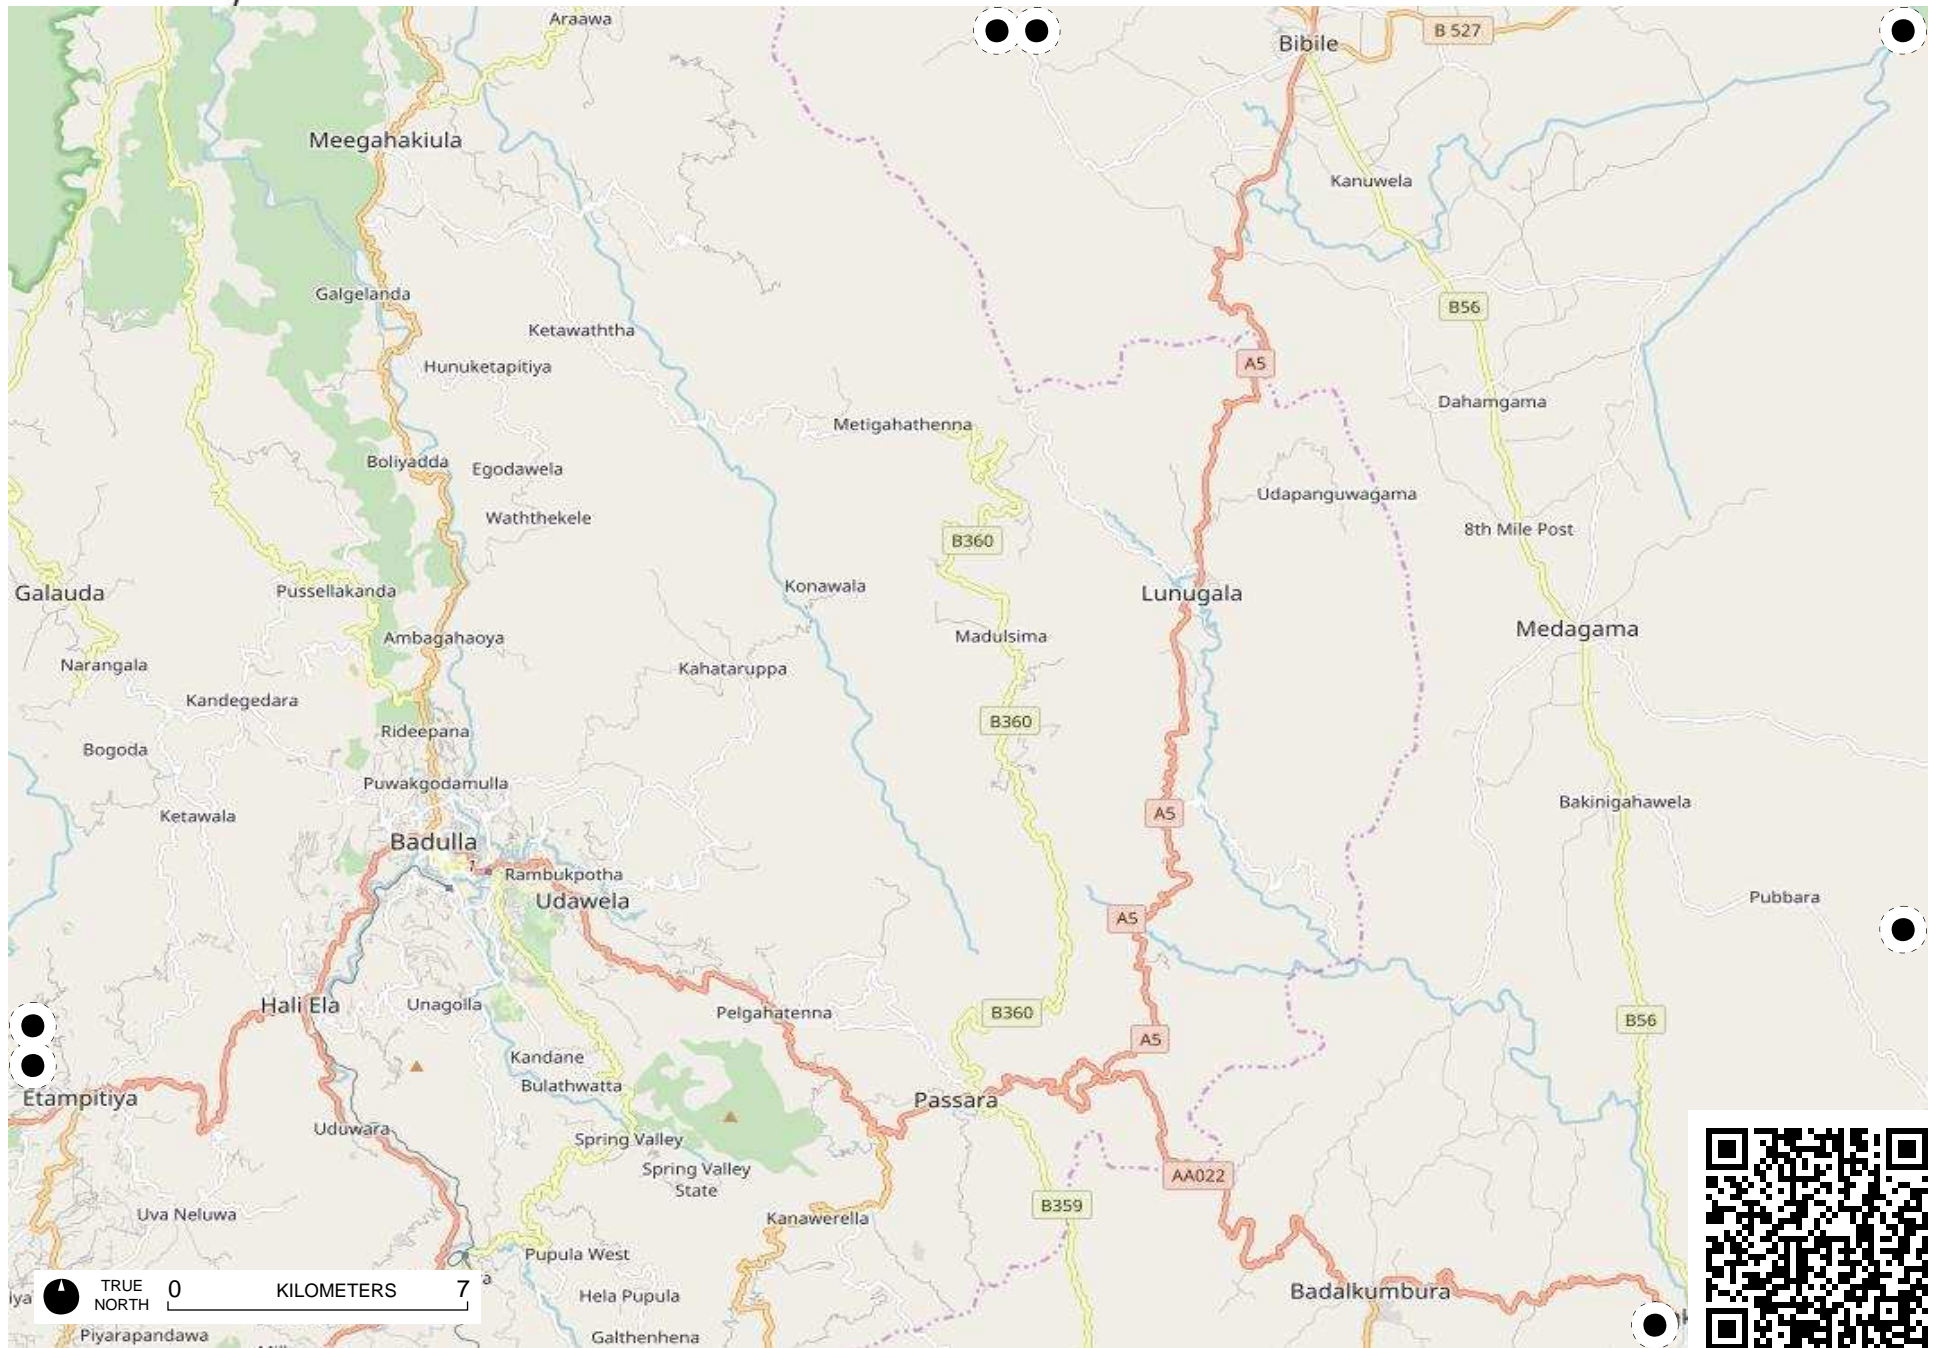 Araawa
Bibile
B 527
Meegahakiula
Kanuwela
Galgelanda
B56
Ketawaththa
Hunuketapitiya
A5
Dahamgama
Metigahathenna
Boliyadda
Egodawela
Udapanguwagama
Waththekele
8th Mile Post
B360
Galauda
Pussellakanda
Konawala
Lunugala
Medagama
Ambagahaoya
Madulsima
Narangala
Kahataruppa
Kandegedara
B360
Rideepana
Bogoda
Puwakgodamulla
Bakinigahawela
Ketawala
A5
Badulla
Rambukpotha
Udawela
Pubbara
A5
Hali Ela
Unagolla
Pelgahatenna
B360
B56
A5
Kandane
Bulathwatta
Etampitiya
Passara
Uduwara
Spring Valley
Spring Valley
State
AA022
B359
Uva Neluwa
Kanawerella
Pupula West
TRUE
NORTH
0 KILOMETERS 7
Hela Pupula
Badalkumbura
Piyarapandawa
Galthenhena